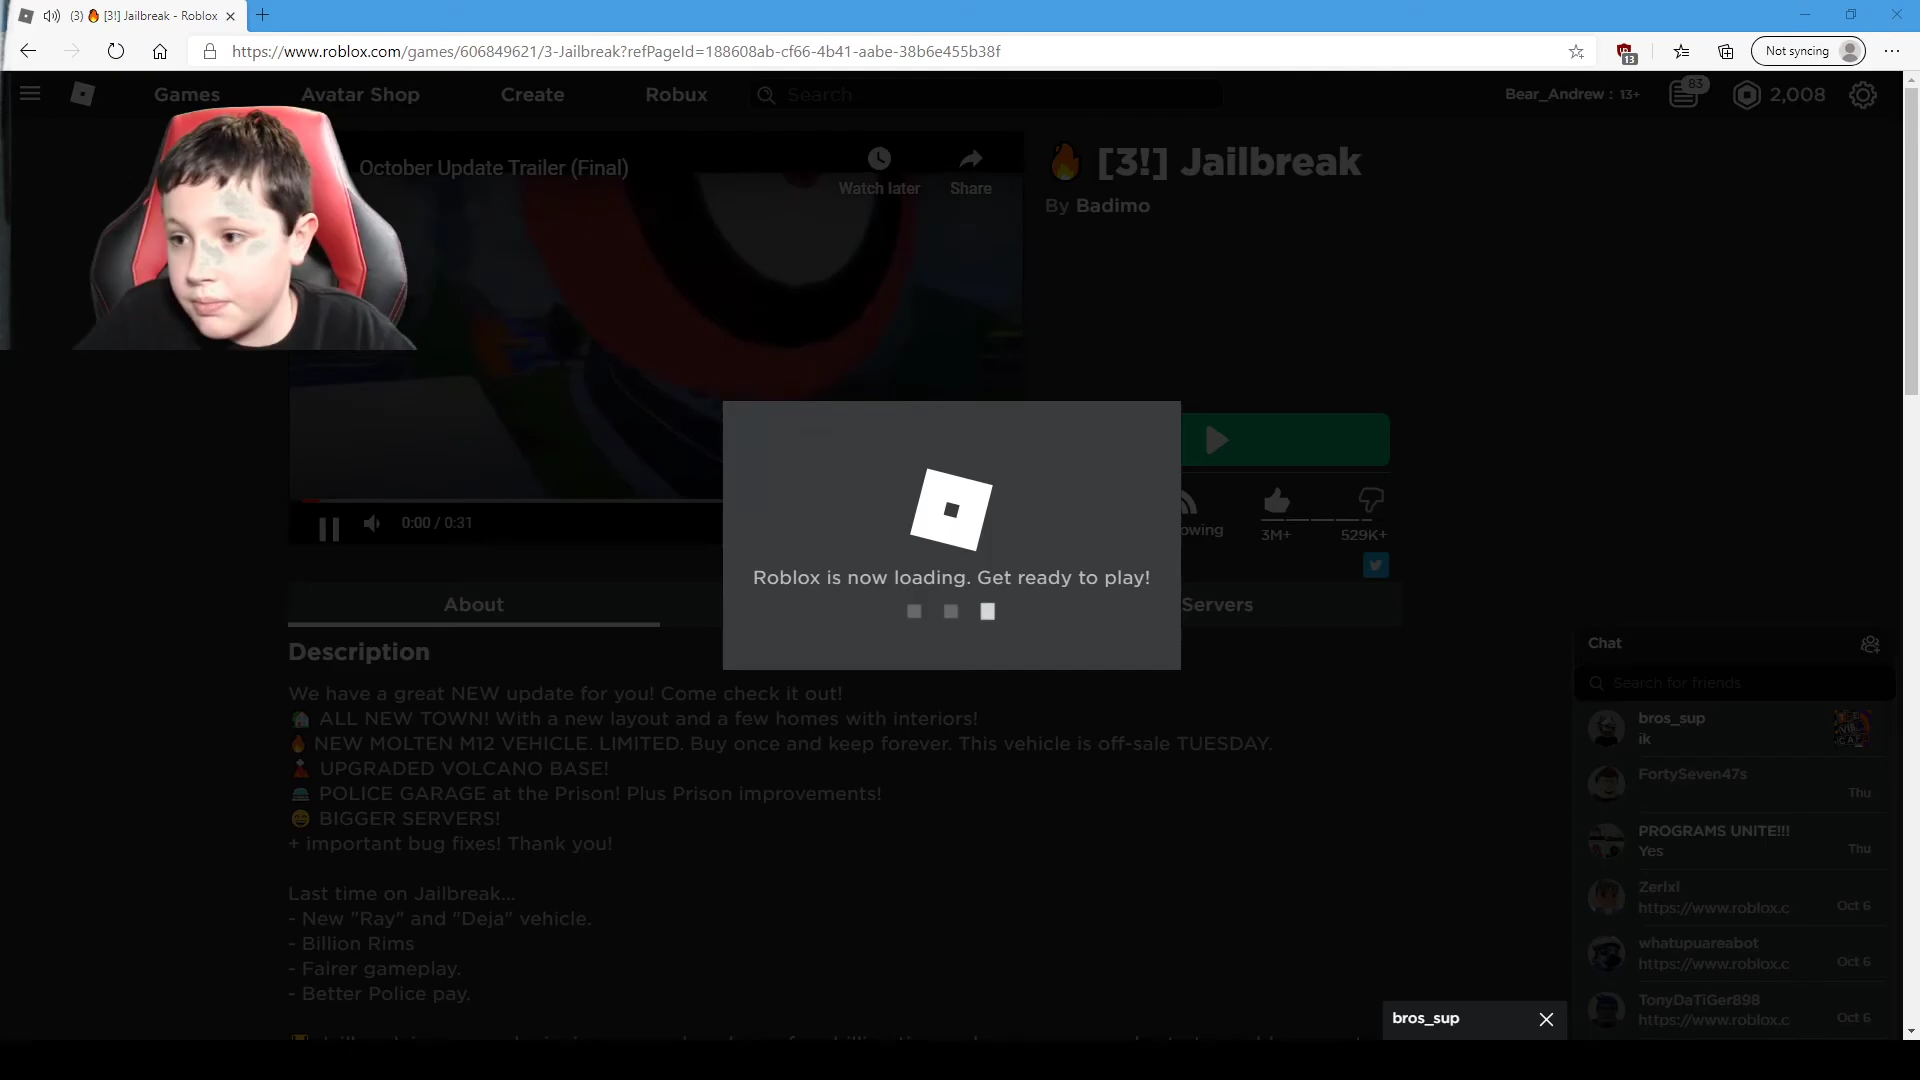 (3) 🔥 [3!] Jailbreak - Roblox
https://www.roblox.com/games/606849621/3-Jailbreak?refPageId=188608ab-cf66-4b41-aabe-38b6e455b38f
13
Not syncing
Games
Avatar Shop
Create
Robux
Search
Bear_Andrew : 13+
83
2,008
October Update Trailer (Final)
Watch later
Share
🔥 [3!] Jailbreak
By Badimo
Roblox is now loading. Get ready to play!
owing
3M+
529K+
0:00 / 0:31
About
Servers
Description
We have a great NEW update for you! Come check it out!
ALL NEW TOWN! With a new layout and a few homes with interiors!
🔥 NEW MOLTEN M12 VEHICLE. LIMITED. Buy once and keep forever. This vehicle is off-sale TUESDAY.
🌋 UPGRADED VOLCANO BASE!
POLICE GARAGE at the Prison! Plus Prison improvements!
😄 BIGGER SERVERS!
+ important bug fixes! Thank you!
Last time on Jailbreak...
- New "Ray" and "Deja" vehicle.
- Billion Rims
- Fairer gameplay.
- Better Police pay.
Chat
Search for friends
bros_sup
ik
FortySeven47s
Thu
PROGRAMS UNITE!!!
Yes
Thu
Zerlxl
https://www.roblox.c
Oct 6
whatupuareabot
https://www.roblox.c
Oct 6
TonyDaTiGer898
https://www.roblox.c
Oct 6
bros_sup